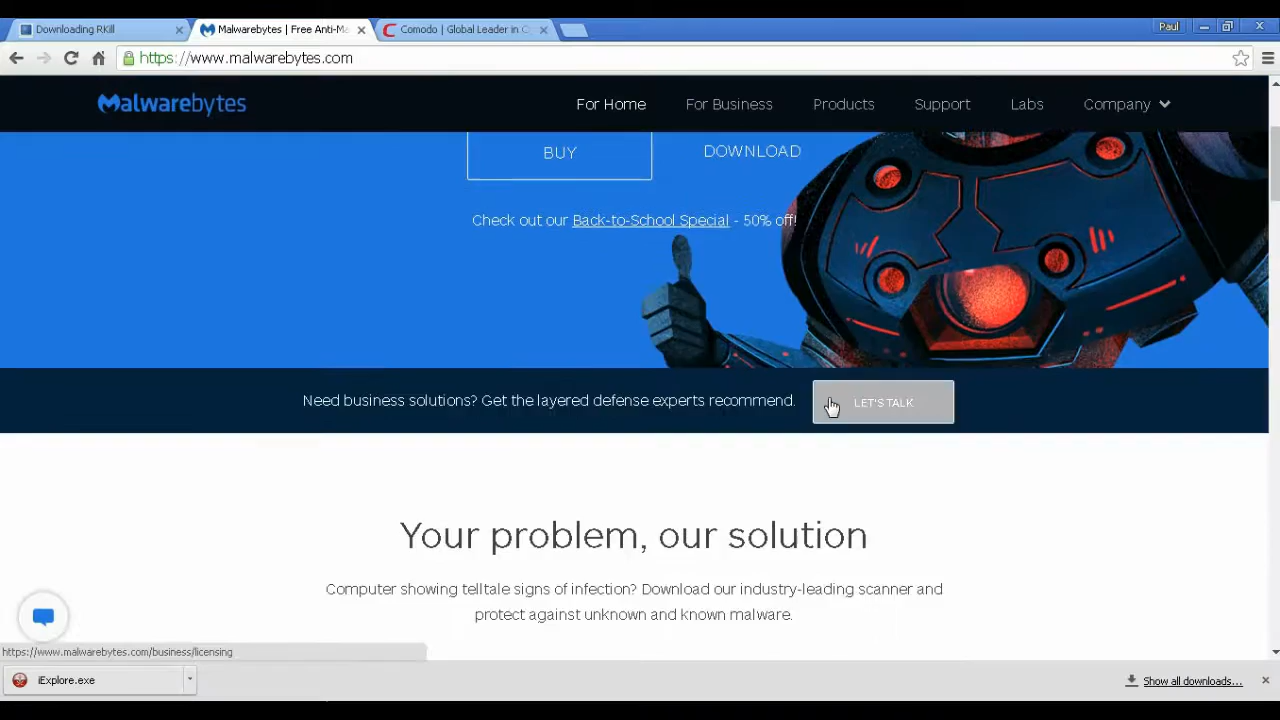 Downloading RKill
Malwarebytes | Free Anti-Ma
Comodo | Global Leader in C
Paul
https://www.malwarebytes.com
Malwarebytes
For Home
For Business
Products
Support
Labs
Company
BUY
DOWNLOAD
Check out our Back-to-School Special - 50% off!
Need business solutions? Get the layered defense experts recommend.
LET'S TALK
Your problem, our solution
Computer showing telltale signs of infection? Download our industry-leading scanner and
protect against unknown and known malware.
https://www.malwarebytes.com/business/licensing
iExplore.exe
Show all downloads...